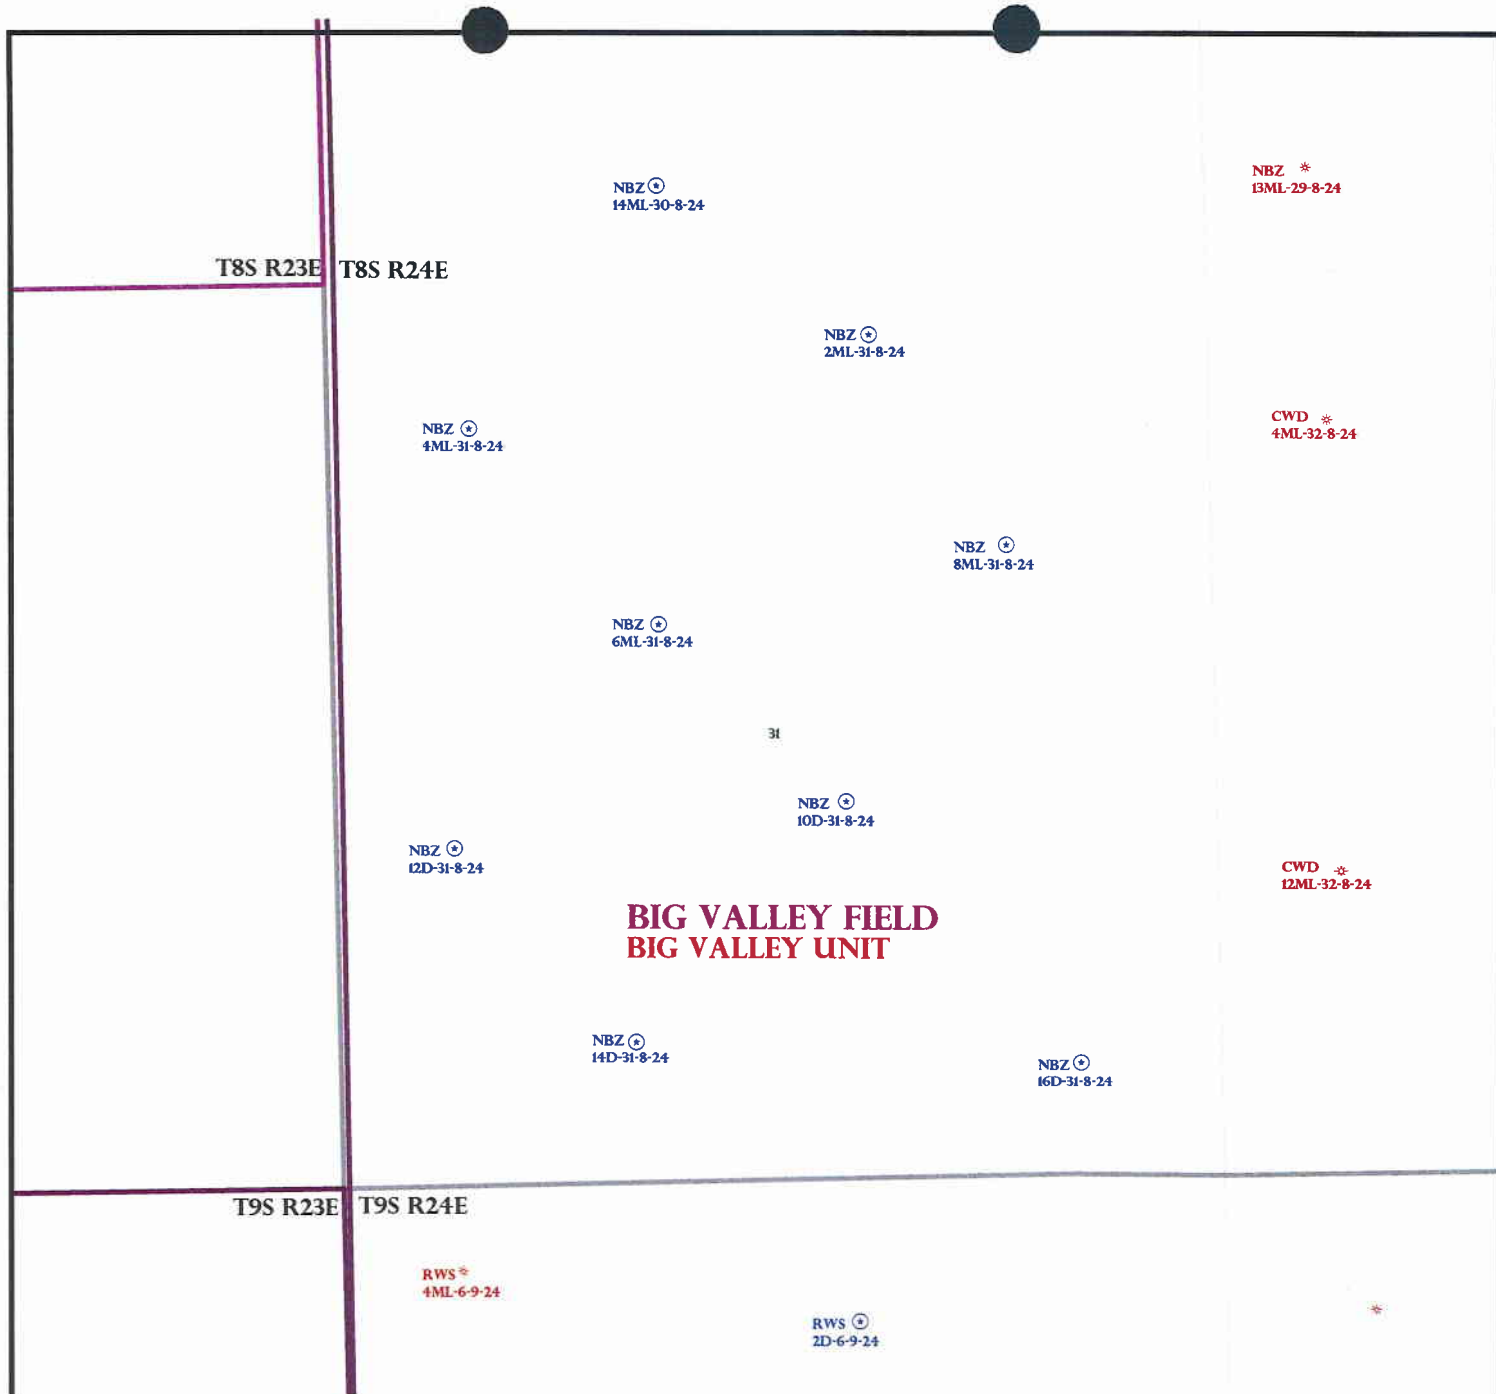 NBZ
13ML-29-8-24
NBZ
14ML-30-8-24
T8S R23E
T8S R24E
NBZ
2ML-31-8-24
CWD
4ML-32-8-24
NBZ
4ML-31-8-24
NBZ
8ML-31-8-24
NBZ
6ML-31-8-24
31
NBZ
10D-31-8-24
NBZ
12D-31-8-24
CWD
12ML-32-8-24
BIG VALLEY FIELD
BIG VALLEY UNIT
NBZ
14D-31-8-24
NBZ
16D-31-8-24
T9S R23E
T9S R24E
RWS
4ML-6-9-24
RWS
2D-6-9-24